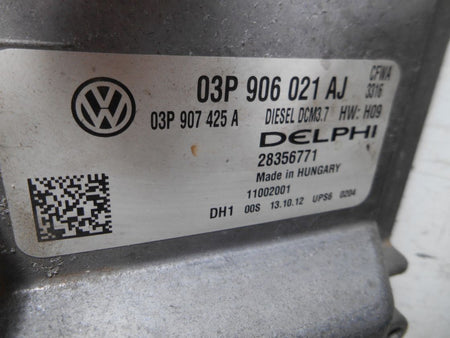 03P 906 021 AJ CFWA
3316
03P 907 425 A DIESEL DCM3.7 HW: H09
DELPHI
28356771
Made in HUNGARY
11002001
DH1 00S 13.10.12 UPS6 0204